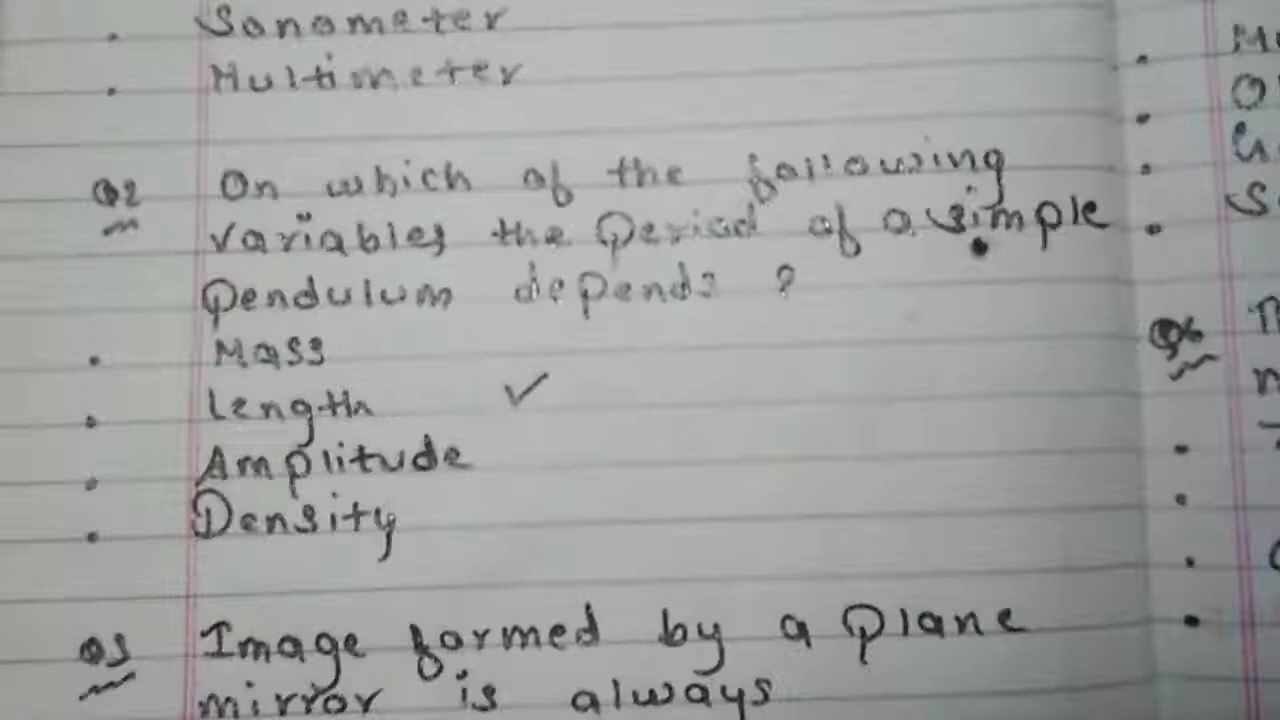 Sonometer
Multimeter
Q2 On which of the following
variables the Period of a simple
Pendulum depends ?
Mass
Length ✓
Amplitude
Density
Q3 Image formed by a Plane
mirror is always
Q6